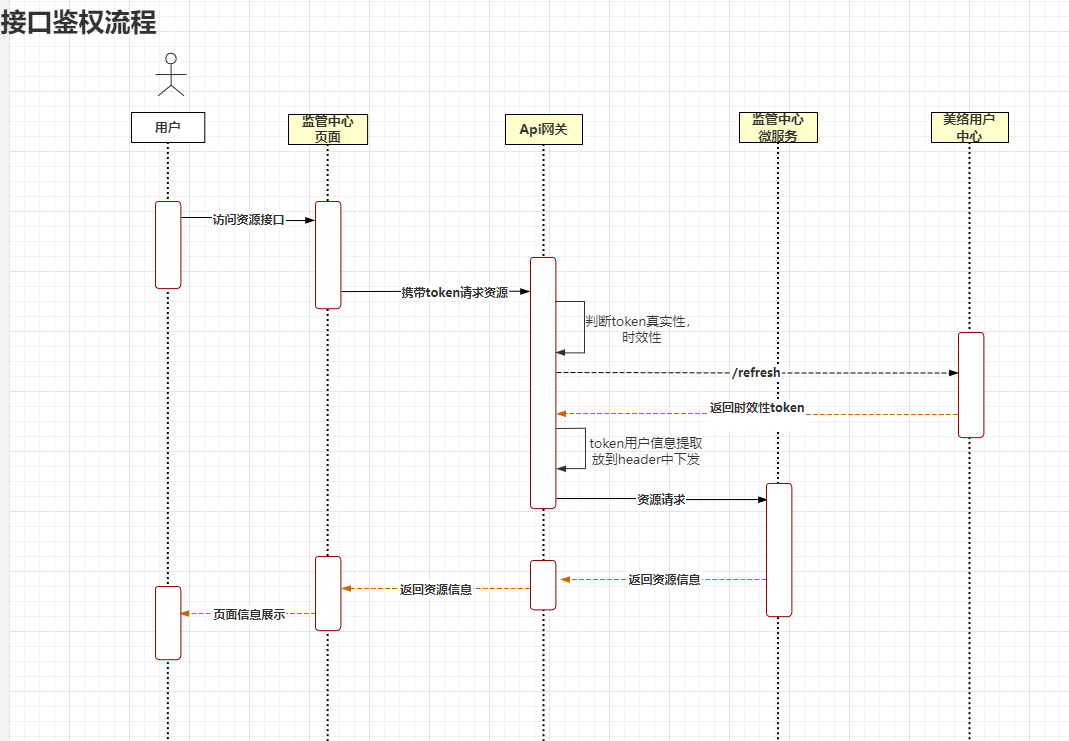 接口鉴权流程
用户
监管中心
页面
Api网关
监管中心
微服务
美络用户
中心
访问资源接口
携带token请求资源
判断token真实性，
时效性
/refresh
返回时效性token
token用户信息提取
放到header中下发
资源请求
返回资源信息
返回资源信息
页面信息展示